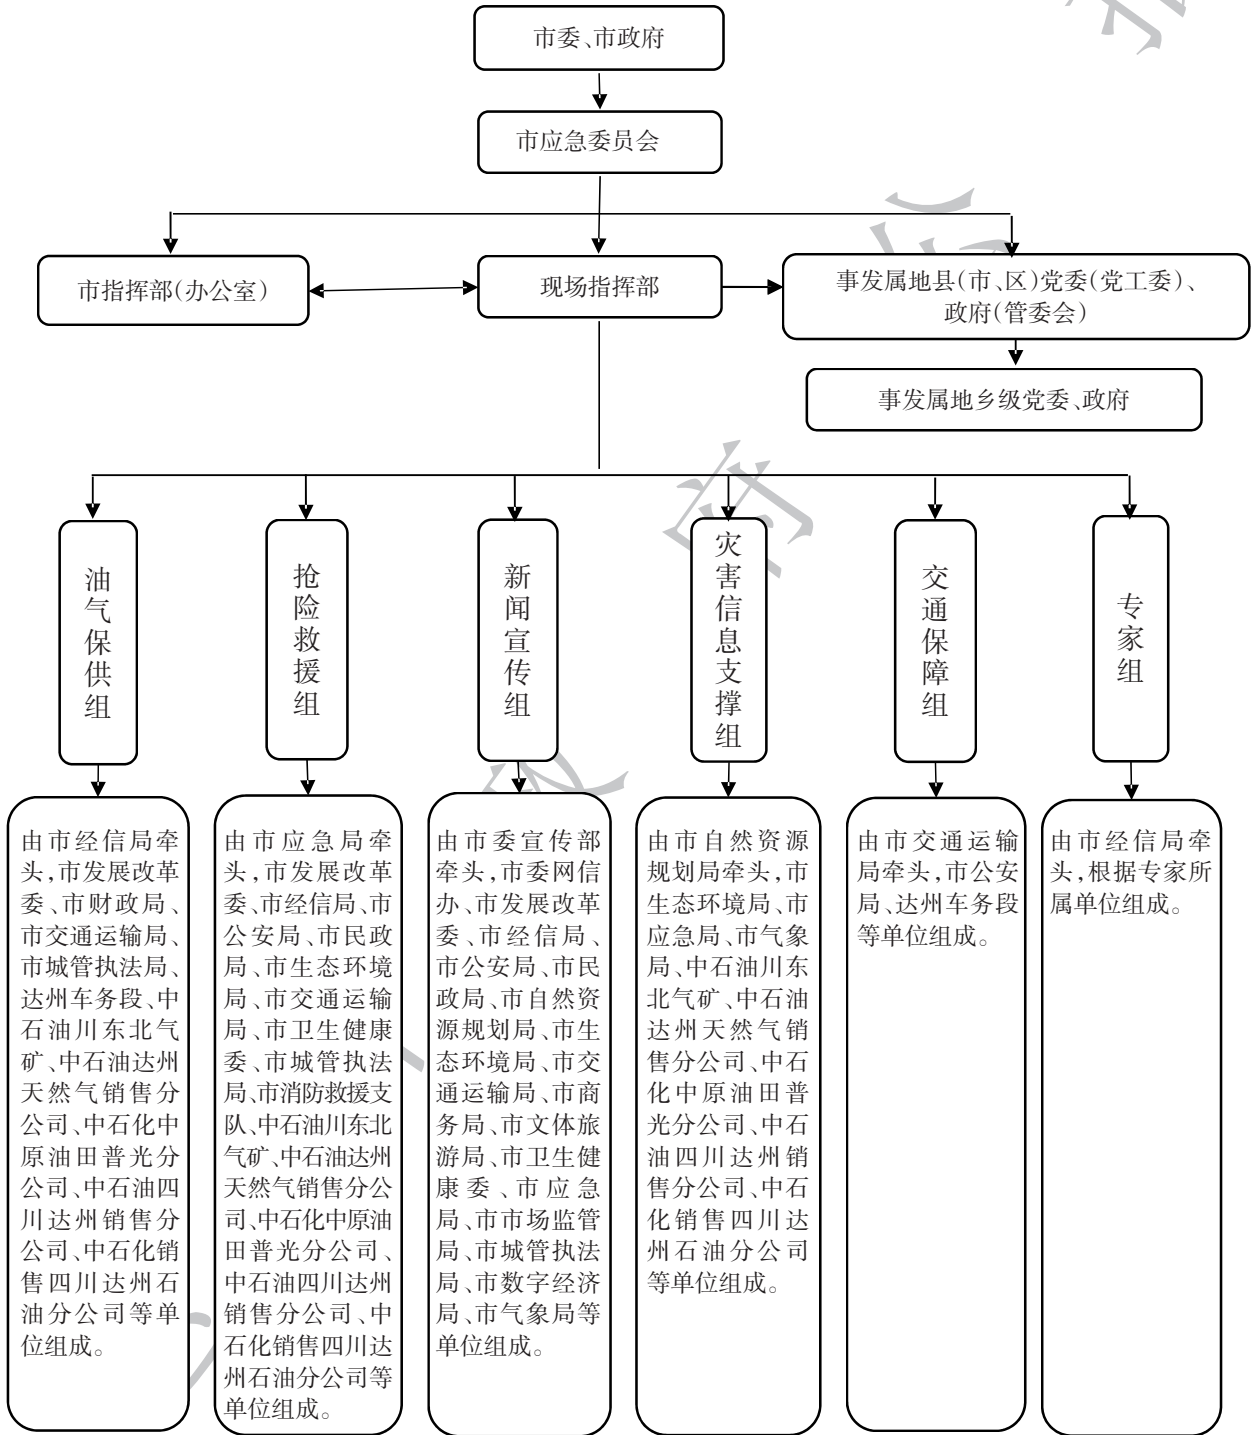 市委、市政府
市应急委员会
市指挥部(办公室)
现场指挥部
事发属地县(市、区)党委(党工委)、
政府(管委会)
事发属地乡级党委、政府
油气保供组
抢险救援组
新闻宣传组
灾害信息支撑组
交通保障组
专家组
由市经信局牵
头,市发展改革
委、市财政局、
市交通运输局、
市城管执法局、
达州车务段、中
石油川东北气
矿、中石油达州
天然气销售分
公司、中石化中
原油田普光分
公司、中石油四
川达州销售分
公司、中石化销
售四川达州石
油分公司等单
位组成。
由市应急局牵
头,市发展改革
委、市经信局、市
公安局、市民政
局、市生态环境
局、市交通运输
局、市卫生健康
委、市城管执法
局、市消防救援支
队、中石油川东北
气矿、中石油达州
天然气销售分公
司、中石化中原油
田普光分公司、
中石油四川达州
销售分公司、中
石化销售四川达
州石油分公司等
单位组成。
由市委宣传部
牵头,市委网信
办、市发展改革
委、市经信局、
市公安局、市民
政局、市自然资
源规划局、市生
态环境局、市交
通运输局、市商
务局、市文体旅
游局、市卫生健
康委、市应急
局、市市场监管
局、市城管执法
局、市数字经济
局、市气象局等
单位组成。
由市自然资源
规划局牵头,市
生态环境局、市
应急局、市气象
局、中石油川东
北气矿、中石油
达州天然气销
售分公司、中石
化中原油田普
光分公司、中石
油四川达州销
售分公司、中石
化销售四川达
州石油分公司
等单位组成。
由市交通运输
局牵头,市公安
局、达州车务段
等单位组成。
由市经信局牵
头,根据专家所
属单位组成。